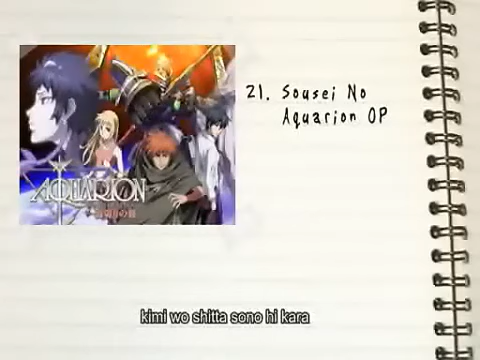 21. Sousei No
Aquarion OP
AQUARION
kimi wo shitta sono hi kara